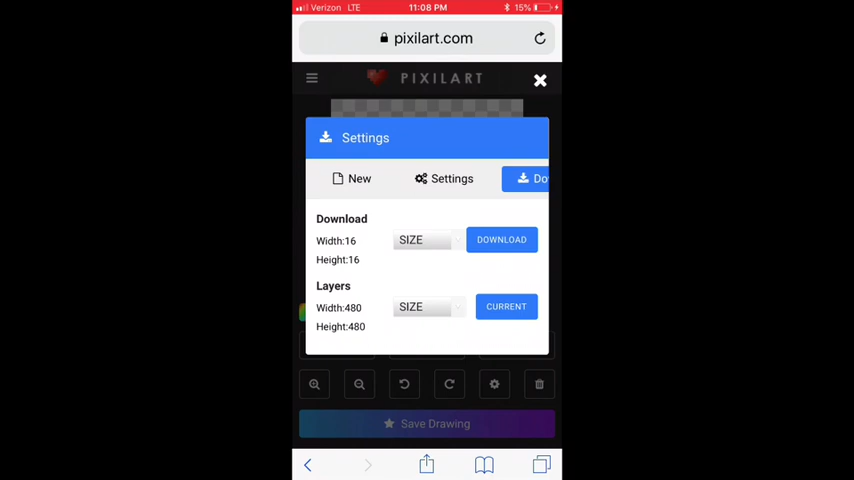 Verizon LTE 11:08 PM 15%
pixilart.com
PIXILART
Settings
New Settings Do
Download
Width:16 SIZE DOWNLOAD
Height:16
Layers
Width:480 SIZE CURRENT
Height:480
Save Drawing